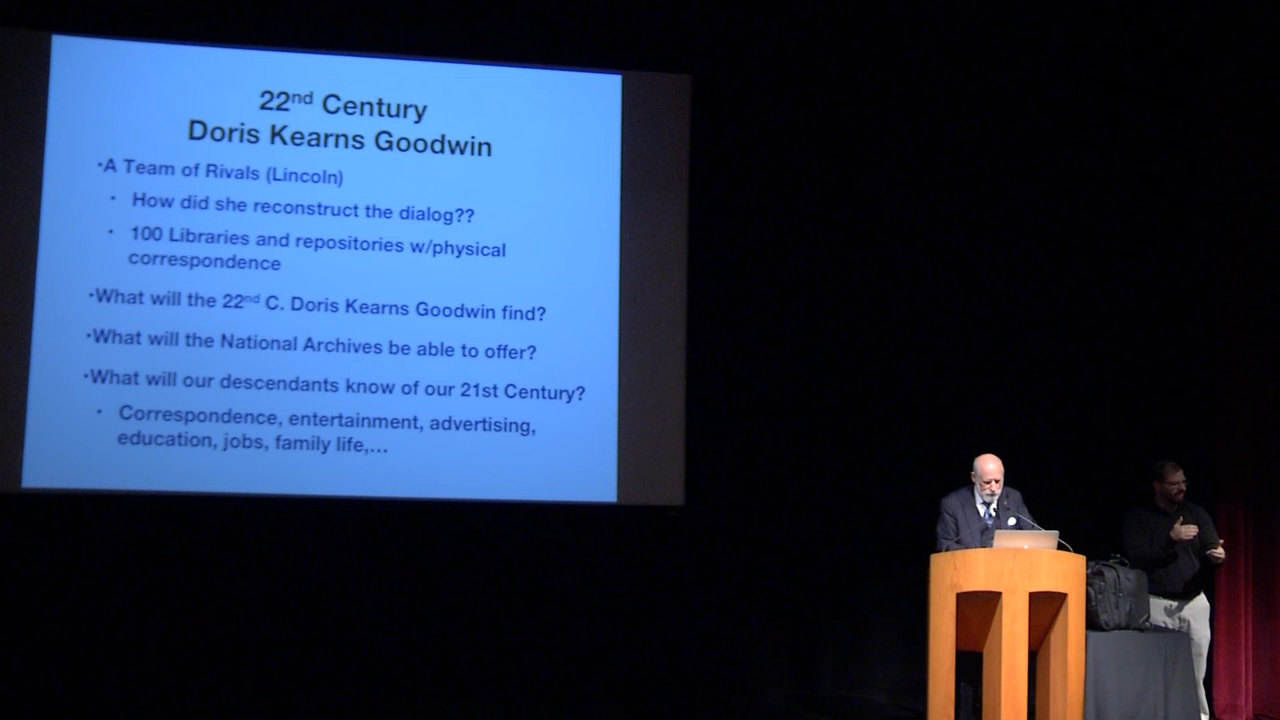 22nd Century
Doris Kearns Goodwin
•A Team of Rivals (Lincoln)
• How did she reconstruct the dialog??
• 100 Libraries and repositories w/physical
correspondence
•What will the 22nd C. Doris Kearns Goodwin find?
•What will the National Archives be able to offer?
•What will our descendants know of our 21st Century?
• Correspondence, entertainment, advertising,
education, jobs, family life,...